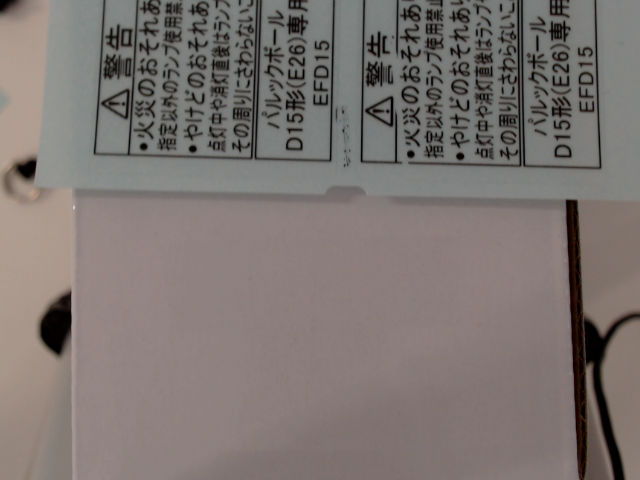 ⚠警告
•火災のおそれあ
指定以外のランプ使用禁
•やけどのおそれあ
点灯中や消灯直後はランプ
その周りにさわらないこ
パルックボール
D15形(E26)専用
EFD15
⚠警告
•火災のおそれあ
指定以外のランプ使用禁止
•やけどのおそれあ
点灯中や消灯直後はランプ
その周りにさわらないこ
パルックボール
D15形(E26)専用
EFD15